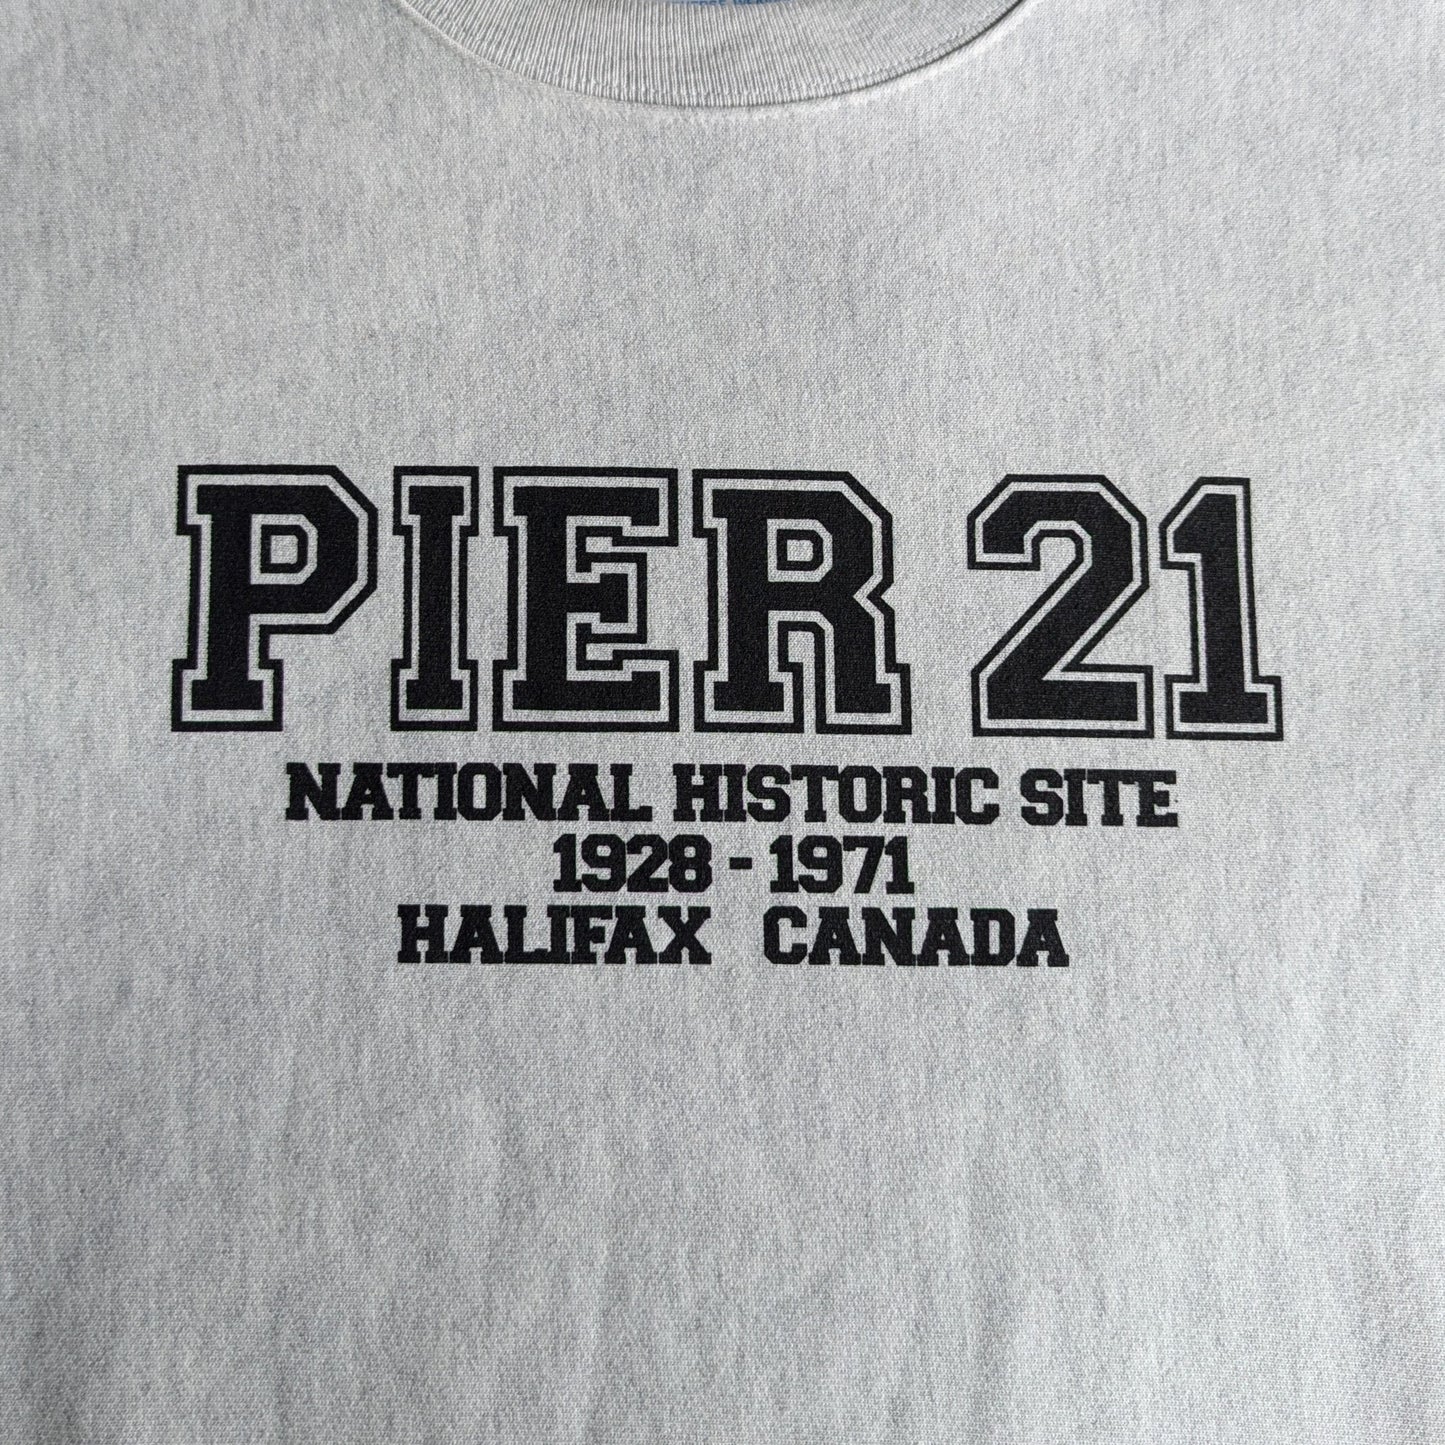 PIER 21
NATIONAL HISTORIC SITE
1928 - 1971
HALIFAX CANADA